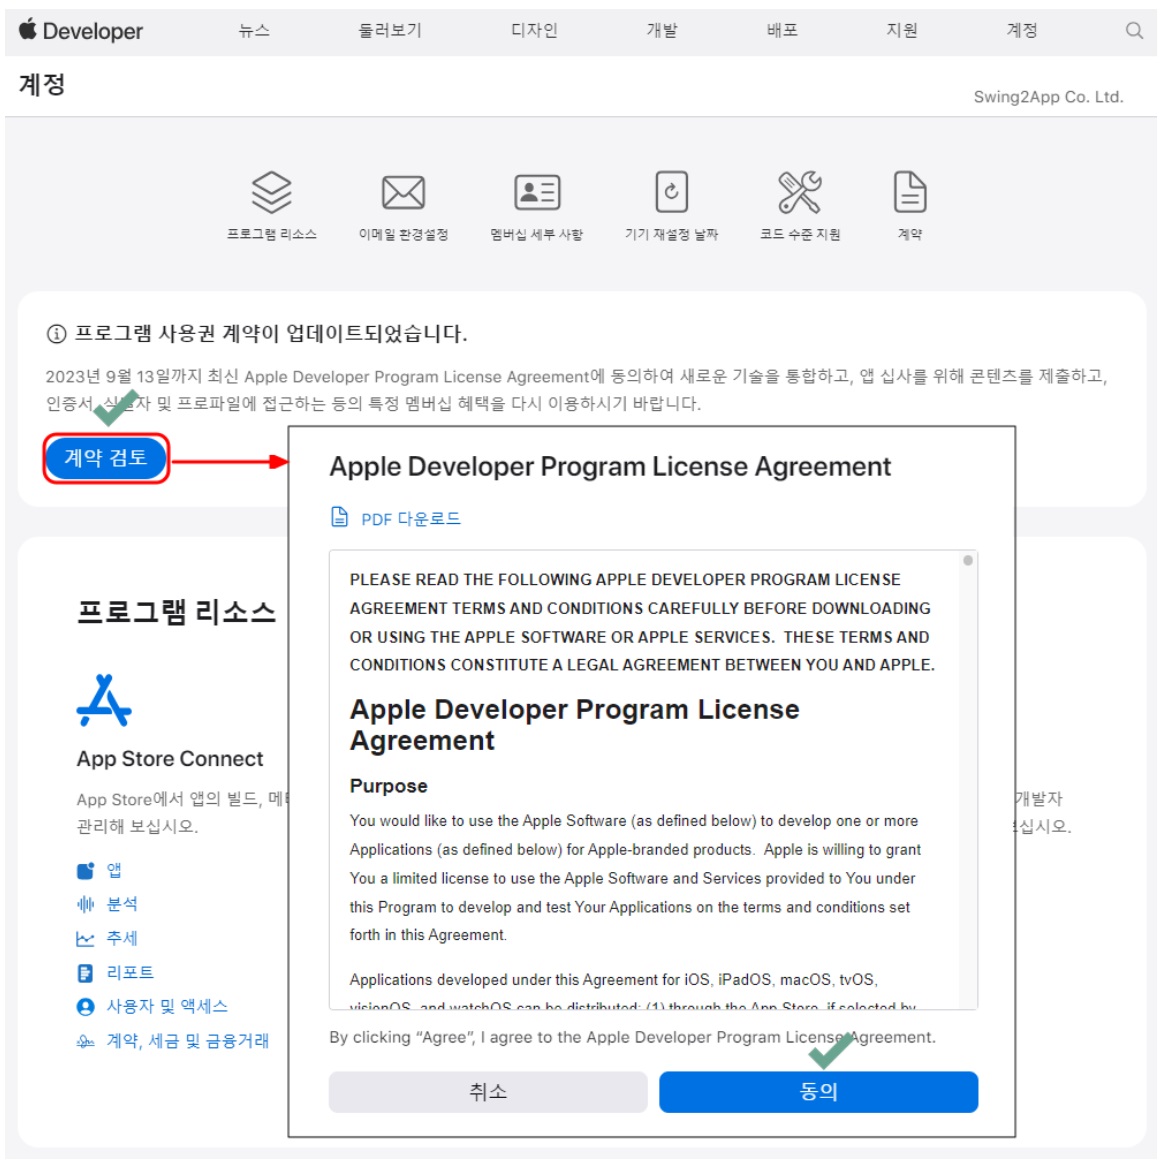 Developer 뉴스 둘러보기 디자인 개발 배포 지원 계정
계정
Swing2App Co. Ltd.
프로그램 리소스 이메일 환경설정 멤버십 세부 사항 기기 재설정 날짜 코드 수준 지원 계약
프로그램 사용권 계약이 업데이트되었습니다.
2023년 9월 13일까지 최신 Apple Developer Program License Agreement에 동의하여 새로운 기술을 통합하고, 앱 심사를 위해 콘텐츠를 제출하고,
인증서, 식별자 및 프로파일에 접근하는 등의 특정 멤버십 혜택을 다시 이용하시기 바랍니다.
계약 검토
Apple Developer Program License Agreement
PDF 다운로드
PLEASE READ THE FOLLOWING APPLE DEVELOPER PROGRAM LICENSE
AGREEMENT TERMS AND CONDITIONS CAREFULLY BEFORE DOWNLOADING
OR USING THE APPLE SOFTWARE OR APPLE SERVICES. THESE TERMS AND
CONDITIONS CONSTITUTE A LEGAL AGREEMENT BETWEEN YOU AND APPLE.
Apple Developer Program License
Agreement
Purpose
You would like to use the Apple Software (as defined below) to develop one or more
Applications (as defined below) for Apple-branded products. Apple is willing to grant
You a limited license to use the Apple Software and Services provided to You under
this Program to develop and test Your Applications on the terms and conditions set
forth in this Agreement.
Applications developed under this Agreement for iOS, iPadOS, macOS, tvOS,
visionOS, and watchOS can be distributed: (1) through the App Store, if selected by
By clicking “Agree”, I agree to the Apple Developer Program License Agreement.
취소 동의
프로그램 리소스
App Store Connect
App Store에서 앱의 빌드, 메
관리해 보십시오.
개발자
십시오.
앱
분석
추세
리포트
사용자 및 액세스
계약, 세금 및 금융거래